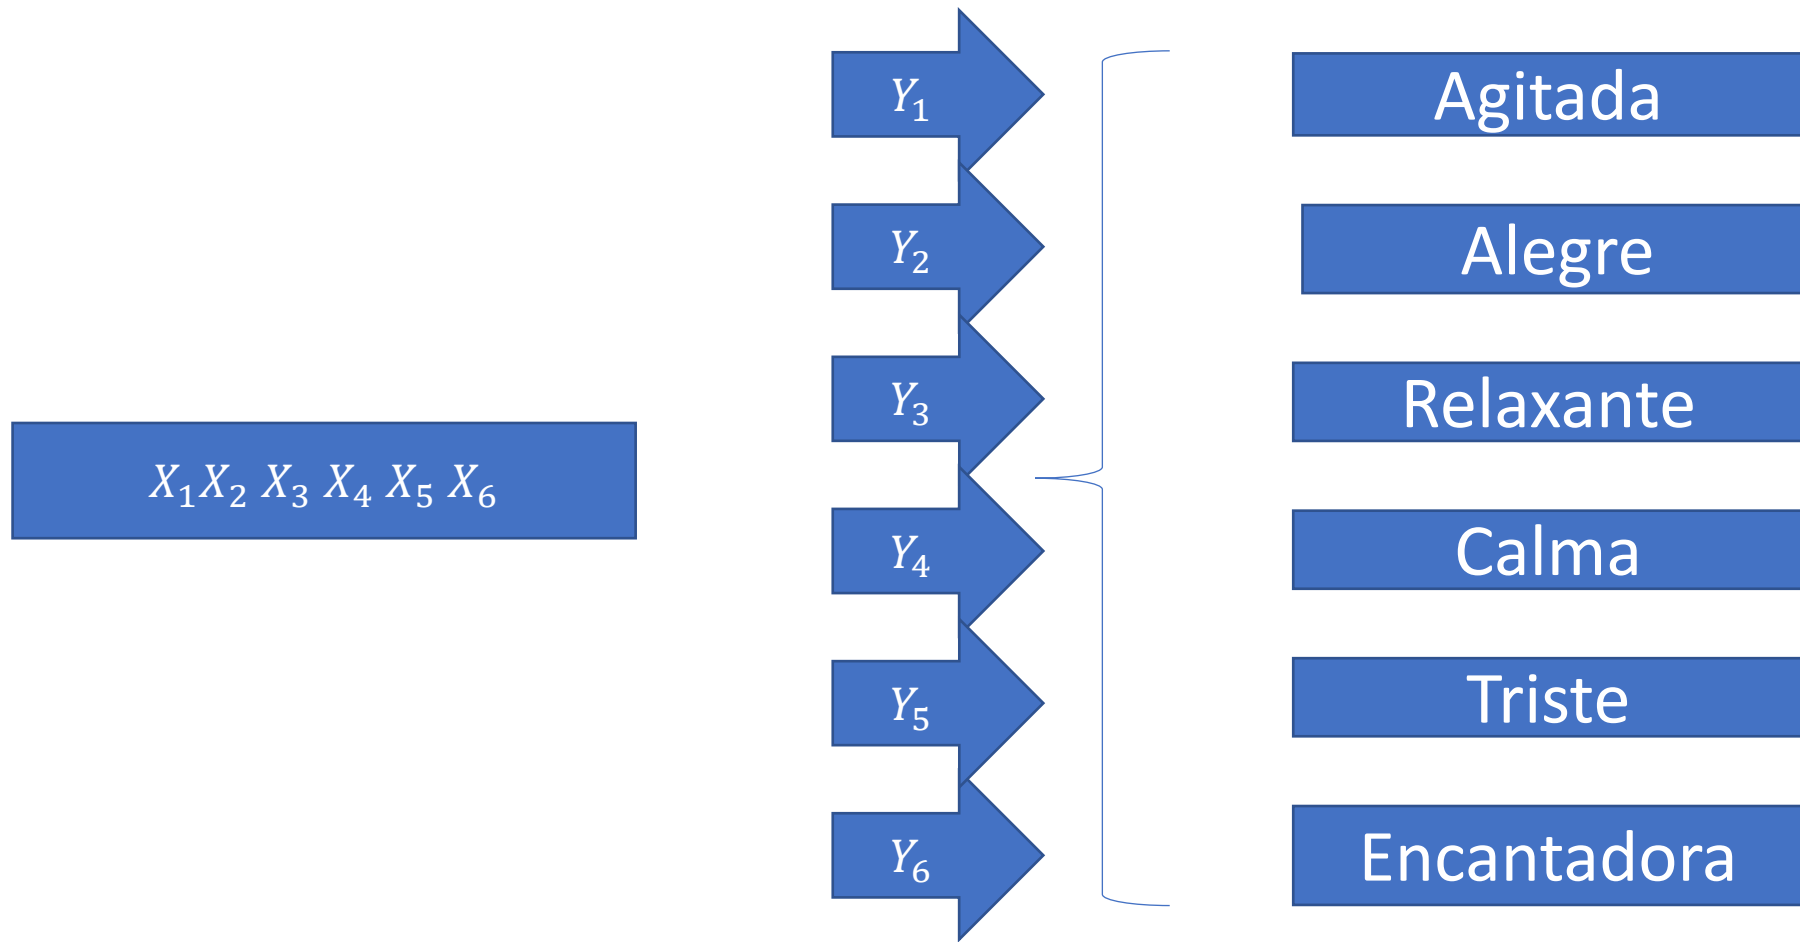 Y₁
Agitada
Y₂
Alegre
Y₃
Relaxante
X₁X₂ X₃ X₄ X₅ X₆
Y₄
Calma
Y₅
Triste
Y₆
Encantadora